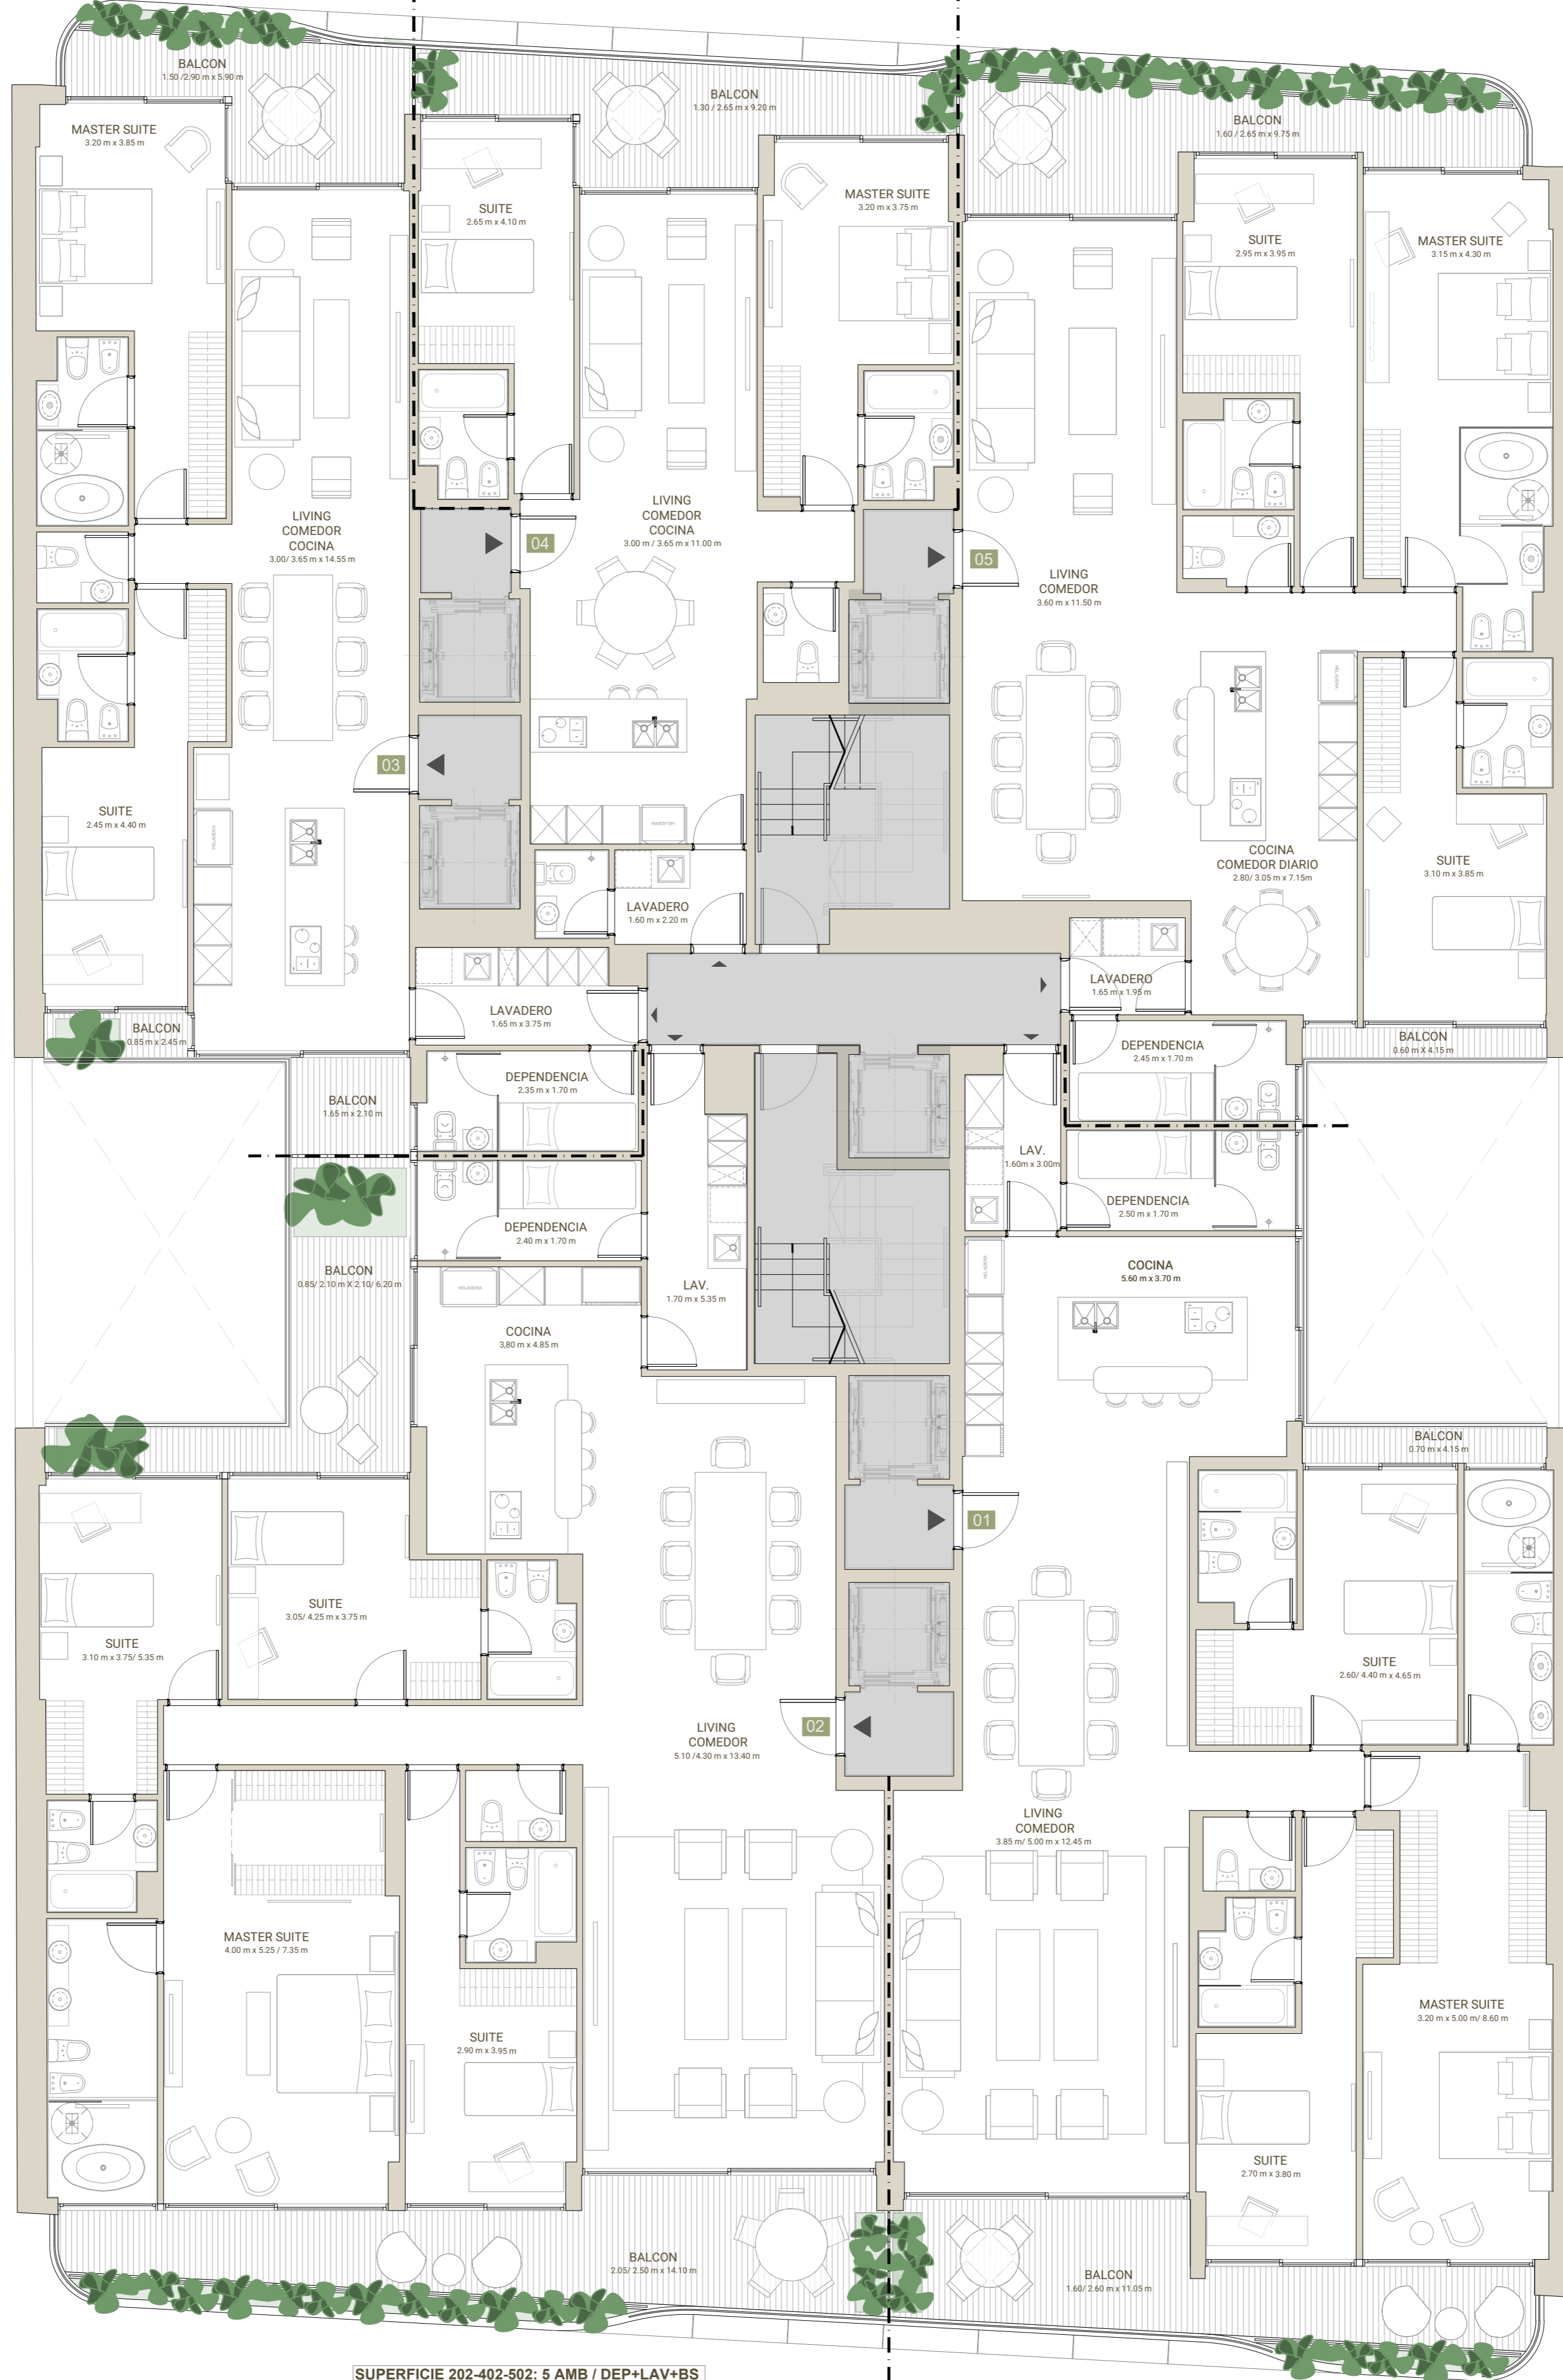 BALCON
1.50 /2.90 m x 5.90 m
BALCON
1.30 / 2.65 m x 9.20 m
BALCON
1.60 / 2.65 m x 9.75 m
MASTER SUITE
3.20 m x 3.85 m
SUITE
2.65 m x 4.10 m
MASTER SUITE
3.20 m x 3.75 m
SUITE
2.95 m x 3.95 m
MASTER SUITE
3.15 m x 4.30 m
LIVING
COMEDOR
COCINA
3.00/ 3.65 m x 14.55 m
04
LIVING
COMEDOR
COCINA
3.00 m / 3.65 m x 11.00 m
05
LIVING
COMEDOR
3.60 m x 11.50 m
HELADERA
03
SUITE
2.45 m x 4.40 m
HELADERA
HELADERA
COCINA
COMEDOR DIARIO
2.80/ 3.05 m x 7.15m
SUITE
3.10 m x 3.85 m
LAVADERO
1.60 m x 2.20 m
LAVADERO
1.65 m x 3.75 m
LAVADERO
1.65 m x 1.95 m
BALCON
0.85 m x 2.45 m
BALCON
0.60 m X 4.15 m
DEPENDENCIA
2.35 m x 1.70 m
DEPENDENCIA
2.45 m x 1.70 m
BALCON
1.65 m x 2.10 m
LAV.
1.60m x 3.00m
DEPENDENCIA
2.40 m x 1.70 m
DEPENDENCIA
2.50 m x 1.70 m
BALCON
0.85/ 2.10 m X 2.10/ 6.20 m
HELADERA
LAV.
1.70 m x 5.35 m
HELADERA
COCINA
5.60 m x 3.70 m
COCINA
3,80 m x 4.85 m
BALCON
0.70 m x 4.15 m
01
SUITE
3.05/ 4.25 m x 3.75 m
SUITE
3.10 m x 3.75/ 5.35 m
SUITE
2.60/ 4.40 m x 4.65 m
LIVING
COMEDOR
5.10 /4.30 m x 13.40 m
02
LIVING
COMEDOR
3.85 m/ 5.00 m x 12.45 m
MASTER SUITE
4.00 m x 5.25 / 7.35 m
SUITE
2.90 m x 3.95 m
MASTER SUITE
3.20 m x 5.00 m/ 8.60 m
SUITE
2.70 m x 3.80 m
BALCON
2.05/ 2.50 m x 14.10 m
BALCON
1.60/ 2.60 m x 11.05 m
SUPERFICIE 202-402-502: 5 AMB / DEP+LAV+BS